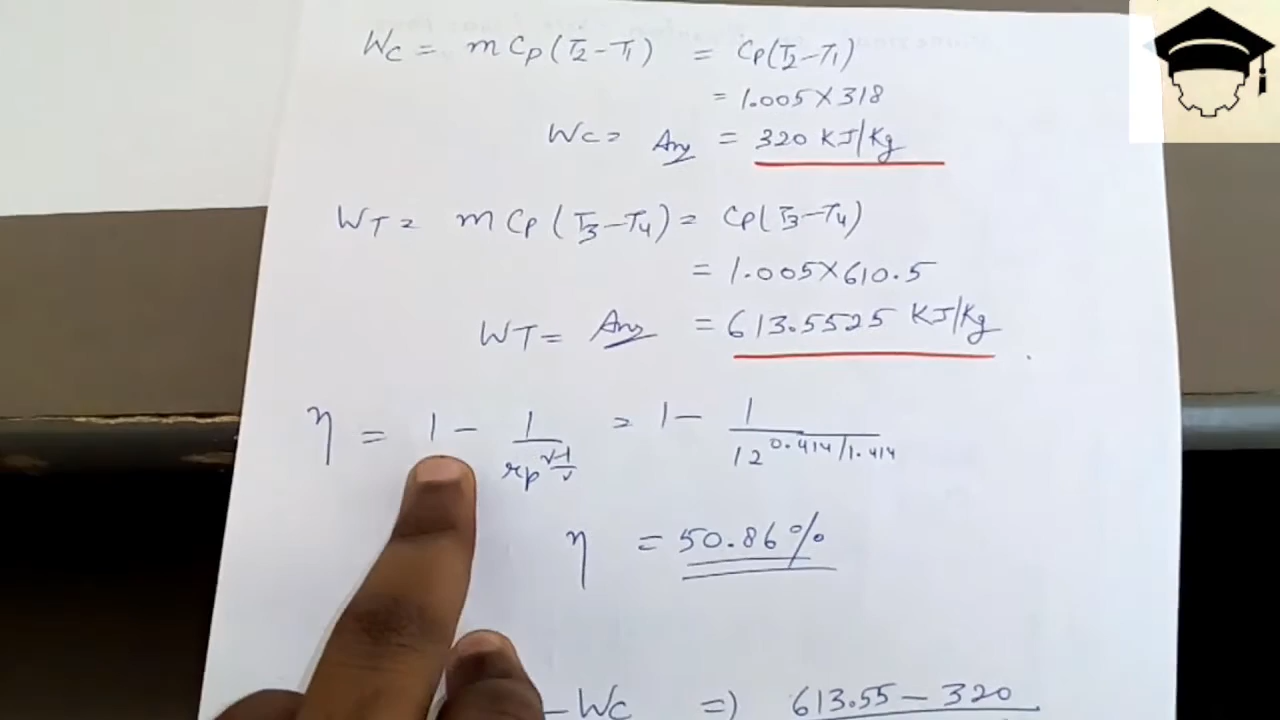 Wc = m Cp (T2-T1) = Cp(T2-T1)
= 1.005 X 318
Wc = Ans = 320 KJ/Kg
WT = m Cp (T3-T4) = Cp (T3-T4)
= 1.005 X 610.5
WT = Ans = 613.5525 KJ/Kg
η = 1 - 1/rp^(γ-1/γ) = 1 - 1/12^(0.414/1.414)
η = 50.86%
- Wc => 613.55 - 320